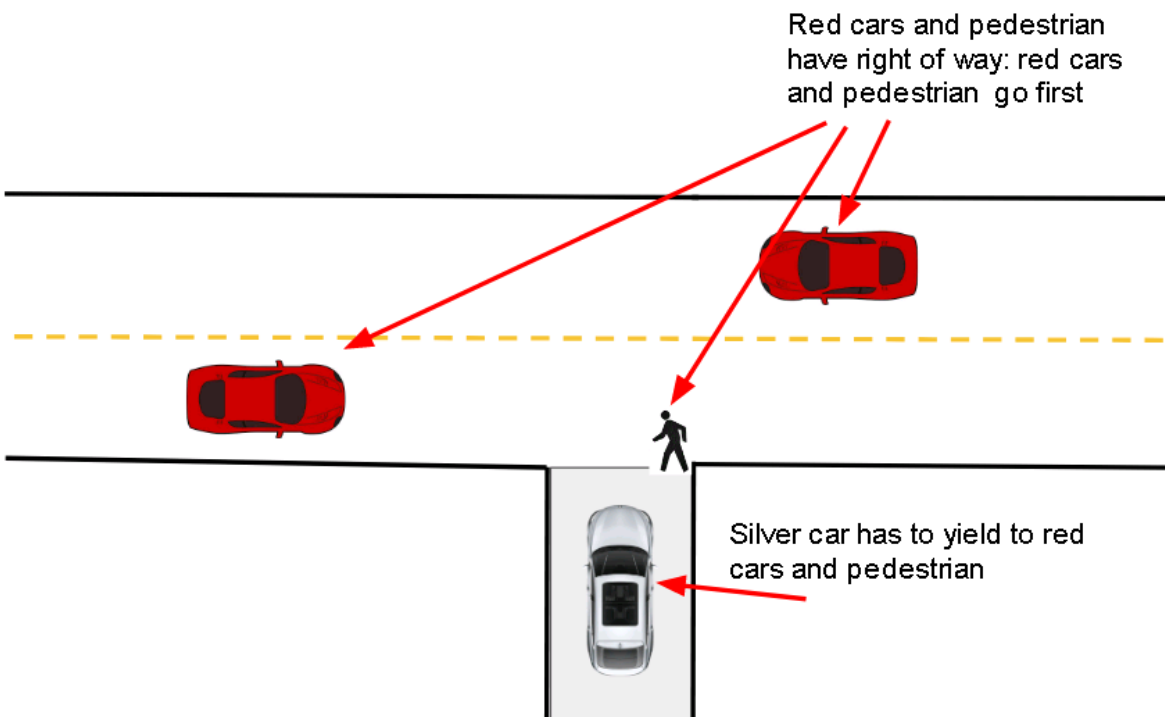 Red cars and pedestrian
have right of way: red cars
and pedestrian go first
Silver car has to yield to red
cars and pedestrian